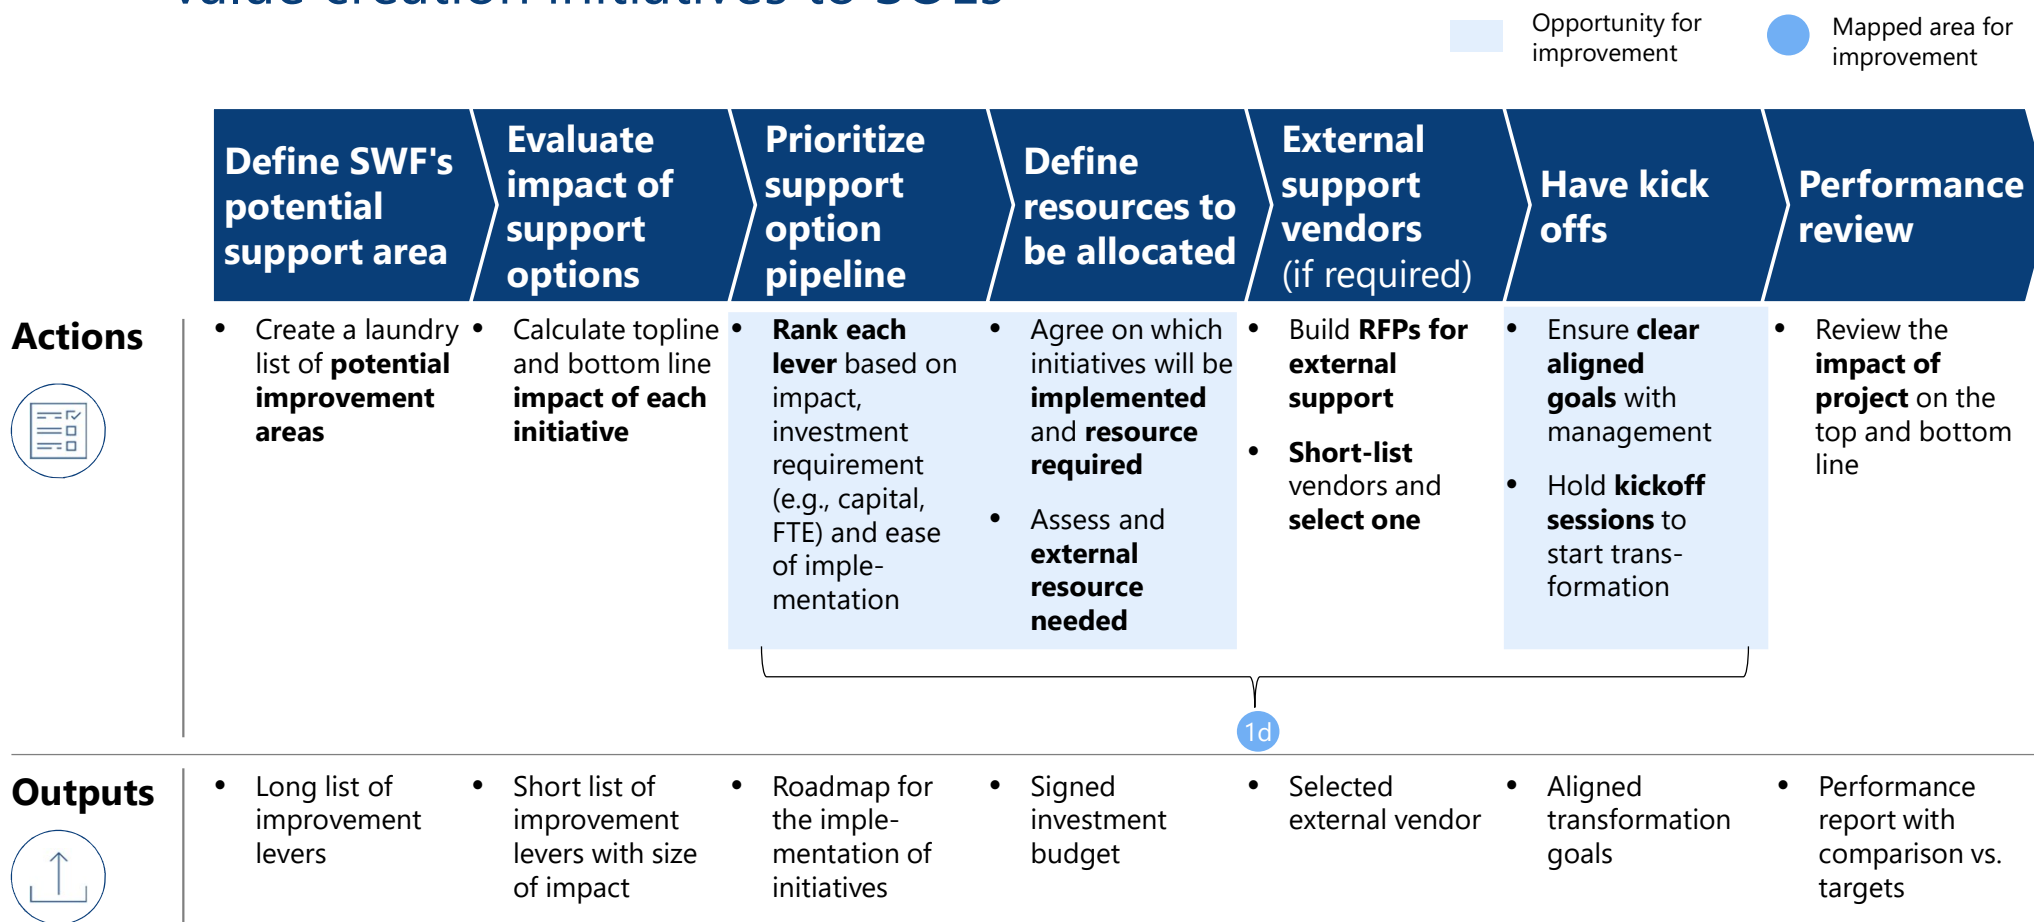 value creation initiatives to SOEs
Opportunity for
improvement
Mapped area for
improvement
Define SWF's
potential
support area
Evaluate
impact of
support
options
Prioritize
support
option
pipeline
Define
resources to
be allocated
External
support
vendors
(if required)
Have kick
offs
Performance
review
Actions
• Create a laundry
list of potential
improvement
areas
• Calculate topline
and bottom line
impact of each
initiative
• Rank each
lever based on
impact,
investment
requirement
(e.g., capital,
FTE) and ease
of imple-
mentation
• Agree on which
initiatives will be
implemented
and resource
required
• Assess and
external
resource
needed
• Build RFPs for
external
support
• Short-list
vendors and
select one
• Ensure clear
aligned
goals with
management
• Hold kickoff
sessions to
start trans-
formation
• Review the
impact of
project on the
top and bottom
line
1d
Outputs
• Long list of
improvement
levers
• Short list of
improvement
levers with size
of impact
• Roadmap for
the imple-
mentation of
initiatives
• Signed
investment
budget
• Selected
external vendor
• Aligned
transformation
goals
• Performance
report with
comparison vs.
targets